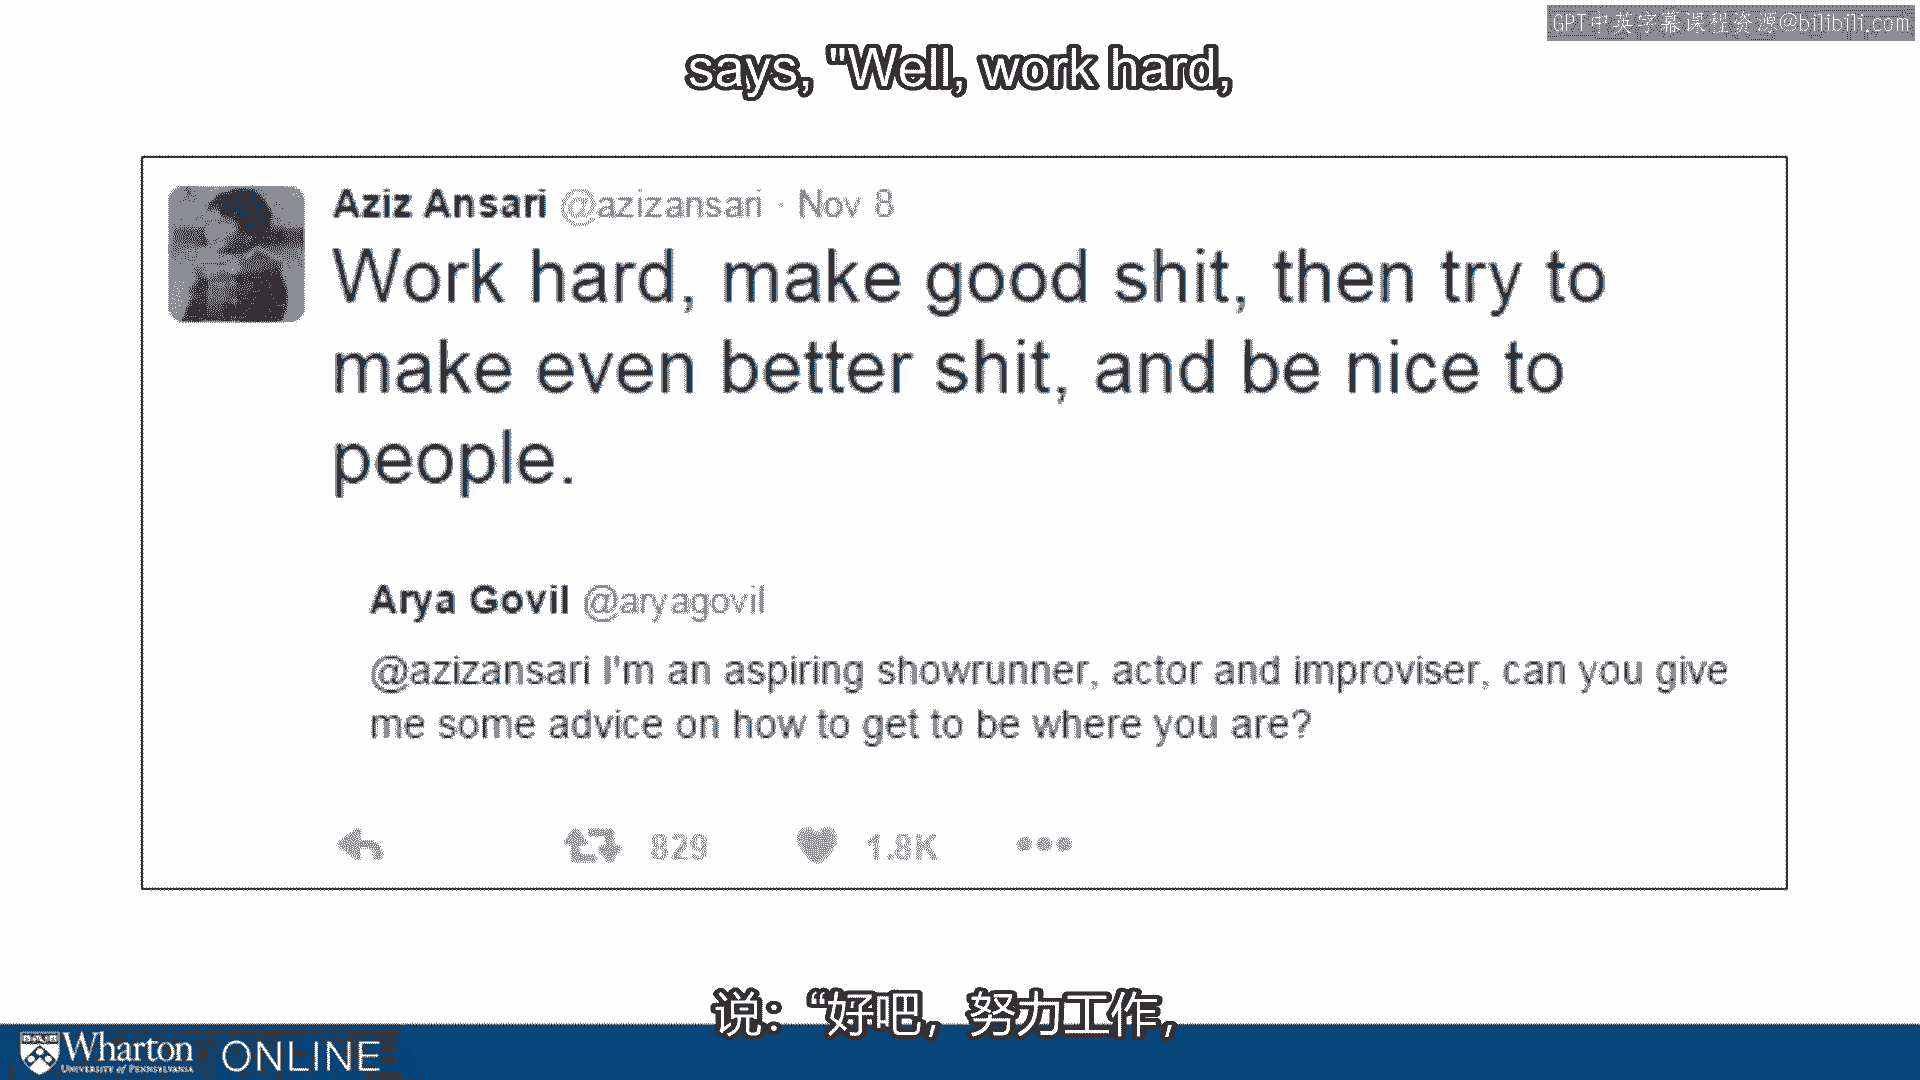 GPT中英字幕课程资源@bilibili.com
says, "Well, work hard,
Aziz Ansari @azizansari · Nov 8
Work hard, make good shit, then try to
make even better shit, and be nice to
people.
Arya Govil @aryagovil
@azizansari I'm an aspiring showrunner, actor and improviser, can you give
me some advice on how to get to be where you are?
829 1.8K
说：“好吧，努力工作，
Wharton ONLINE
UNIVERSITY of PENNSYLVANIA